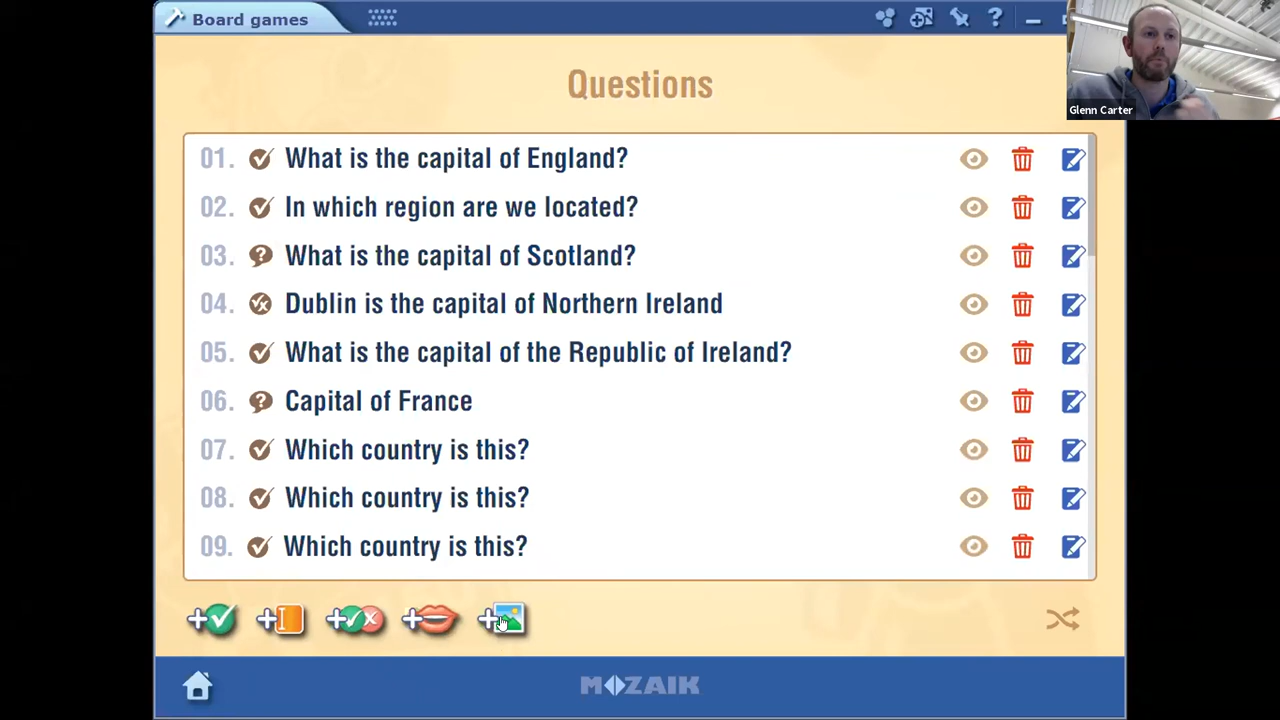 Board games
?
Glenn Carter
Questions
01. What is the capital of England?
02. In which region are we located?
03. ? What is the capital of Scotland?
04. Dublin is the capital of Northern Ireland
05. What is the capital of the Republic of Ireland?
06. ? Capital of France
07. Which country is this?
08. Which country is this?
09. Which country is this?
MOZAIK